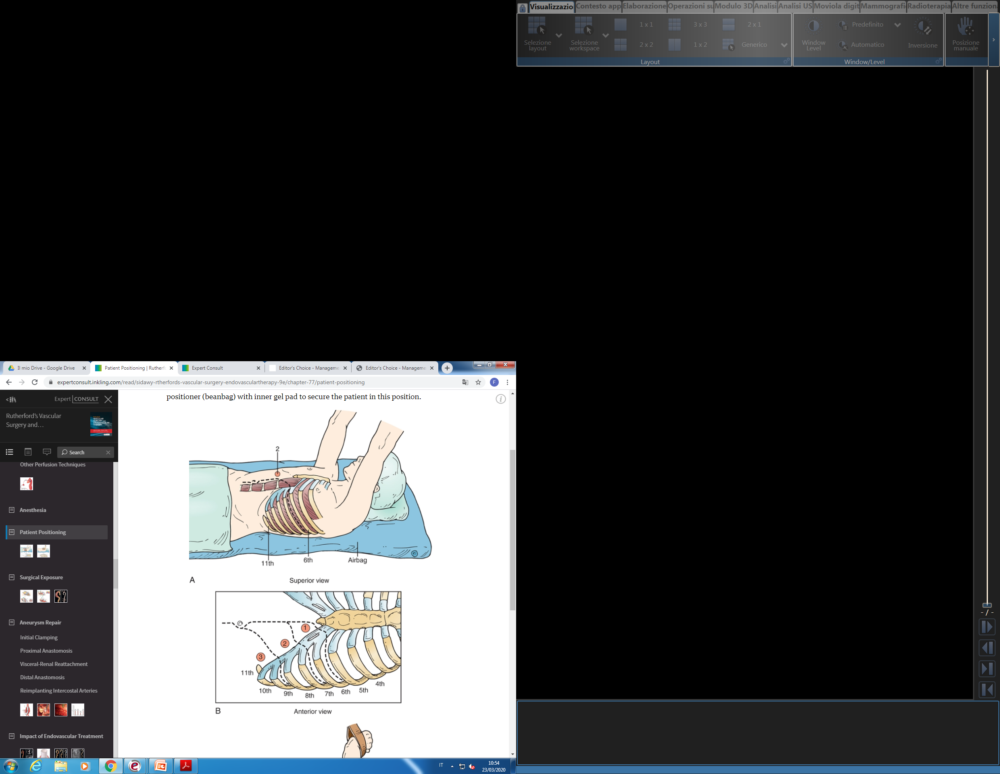 Visualizzazio Contesto app Elaborazione Operazioni su Modulo 3D Analisi Analisi US Moviola digit Mammografi Radioterapia Altre funzion
Selezione layout
Selezione workspace
1 x 1
3 x 3
2 x 1
2 x 2
1 x 2
Generico
Layout
Window Level
Predefinito
Automatico
Inversione
Window/Level
Posizione manuale
- / -
Il mio Drive - Google Drive
Patient Positioning | Rutherf
Expert Consult
Editor's Choice - Manageme
Editor's Choice - Manageme
expertconsult.inkling.com/read/sidawy-rtherfords-vascular-surgery-endovasculartherapy-9e/chapter-77/patient-positioning
F
Expert CONSULT
Rutherford's Vascular
Surgery and...
Search
Other Perfusion Techniques
Anesthesia
Patient Positioning
Surgical Exposure
Aneurysm Repair
Initial Clamping
Proximal Anastomosis
Visceral-Renal Reattachment
Distal Anastomosis
Reimplanting Intercostal Arteries
Impact of Endovascular Treatment
positioner (beanbag) with inner gel pad to secure the patient in this position.
i
2
11th
6th
Airbag
A
Superior view
1
2
3
11th
10th
9th
8th
7th
6th
5th
4th
B
Anterior view
IT
10:54
23/03/2020